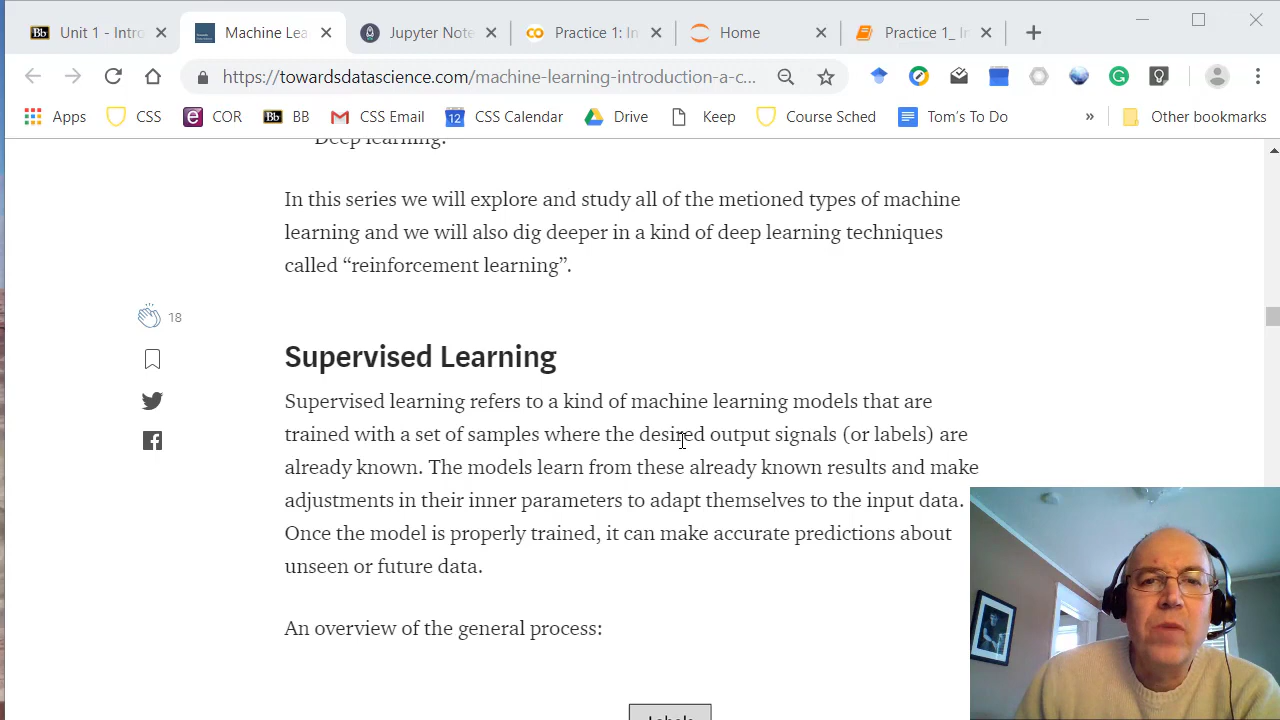 Unit 1 - Intro
Machine Lea
Jupyter Note
Practice 1: In
Home
Practice 1_ In
https://towardsdatascience.com/machine-learning-introduction-a-c...
Apps
CSS
COR
Bb
BB
CSS Email
12
CSS Calendar
Drive
Keep
Course Sched
Tom's To Do
»
Other bookmarks
Deep learning.
In this series we will explore and study all of the metioned types of machine
learning and we will also dig deeper in a kind of deep learning techniques
called “reinforcement learning”.
18
Supervised Learning
Supervised learning refers to a kind of machine learning models that are
trained with a set of samples where the desired output signals (or labels) are
already known. The models learn from these already known results and make
adjustments in their inner parameters to adapt themselves to the input data.
Once the model is properly trained, it can make accurate predictions about
unseen or future data.
An overview of the general process:
Labels